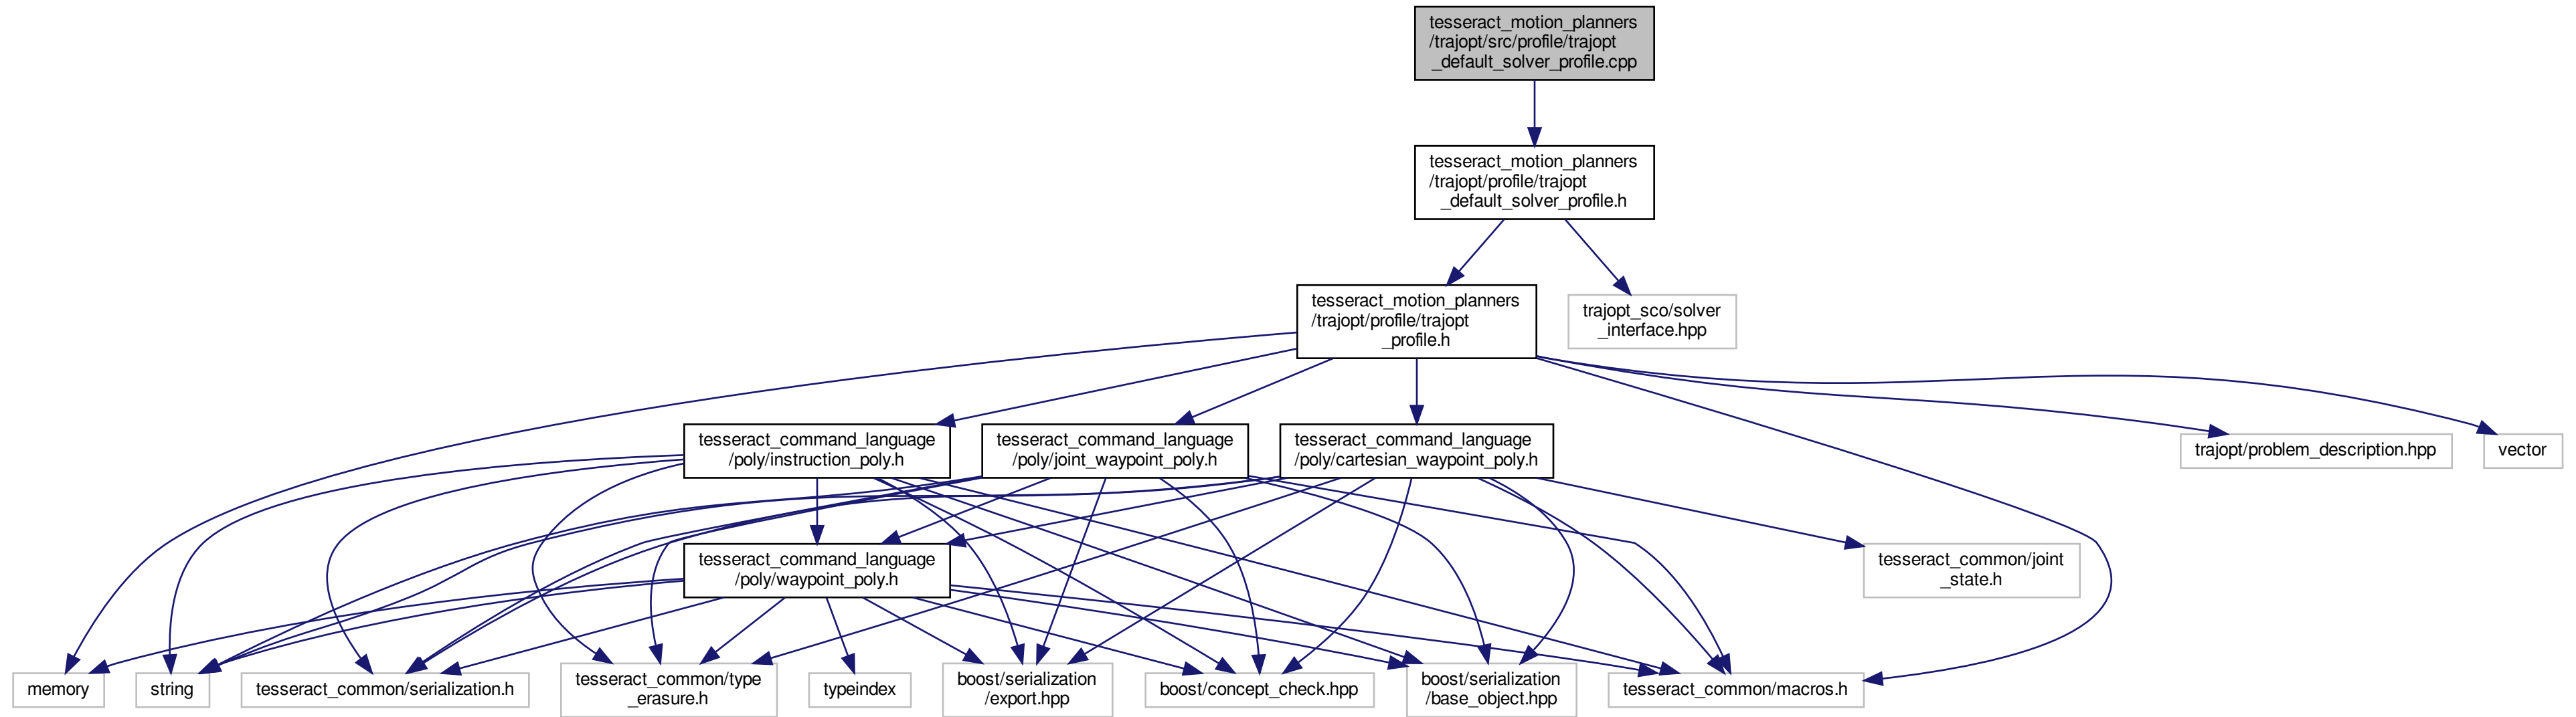 tesseract_motion_planners
/trajopt/src/profile/trajopt
_default_solver_profile.cpp
tesseract_motion_planners
/trajopt/profile/trajopt
_default_solver_profile.h
tesseract_motion_planners
/trajopt/profile/trajopt
_profile.h
trajopt_sco/solver
_interface.hpp
tesseract_command_language
/poly/instruction_poly.h
tesseract_command_language
/poly/joint_waypoint_poly.h
tesseract_command_language
/poly/cartesian_waypoint_poly.h
trajopt/problem_description.hpp
vector
tesseract_command_language
/poly/waypoint_poly.h
tesseract_common/joint
_state.h
memory
string
tesseract_common/serialization.h
tesseract_common/type
_erasure.h
typeindex
boost/serialization
/export.hpp
boost/concept_check.hpp
boost/serialization
/base_object.hpp
tesseract_common/macros.h